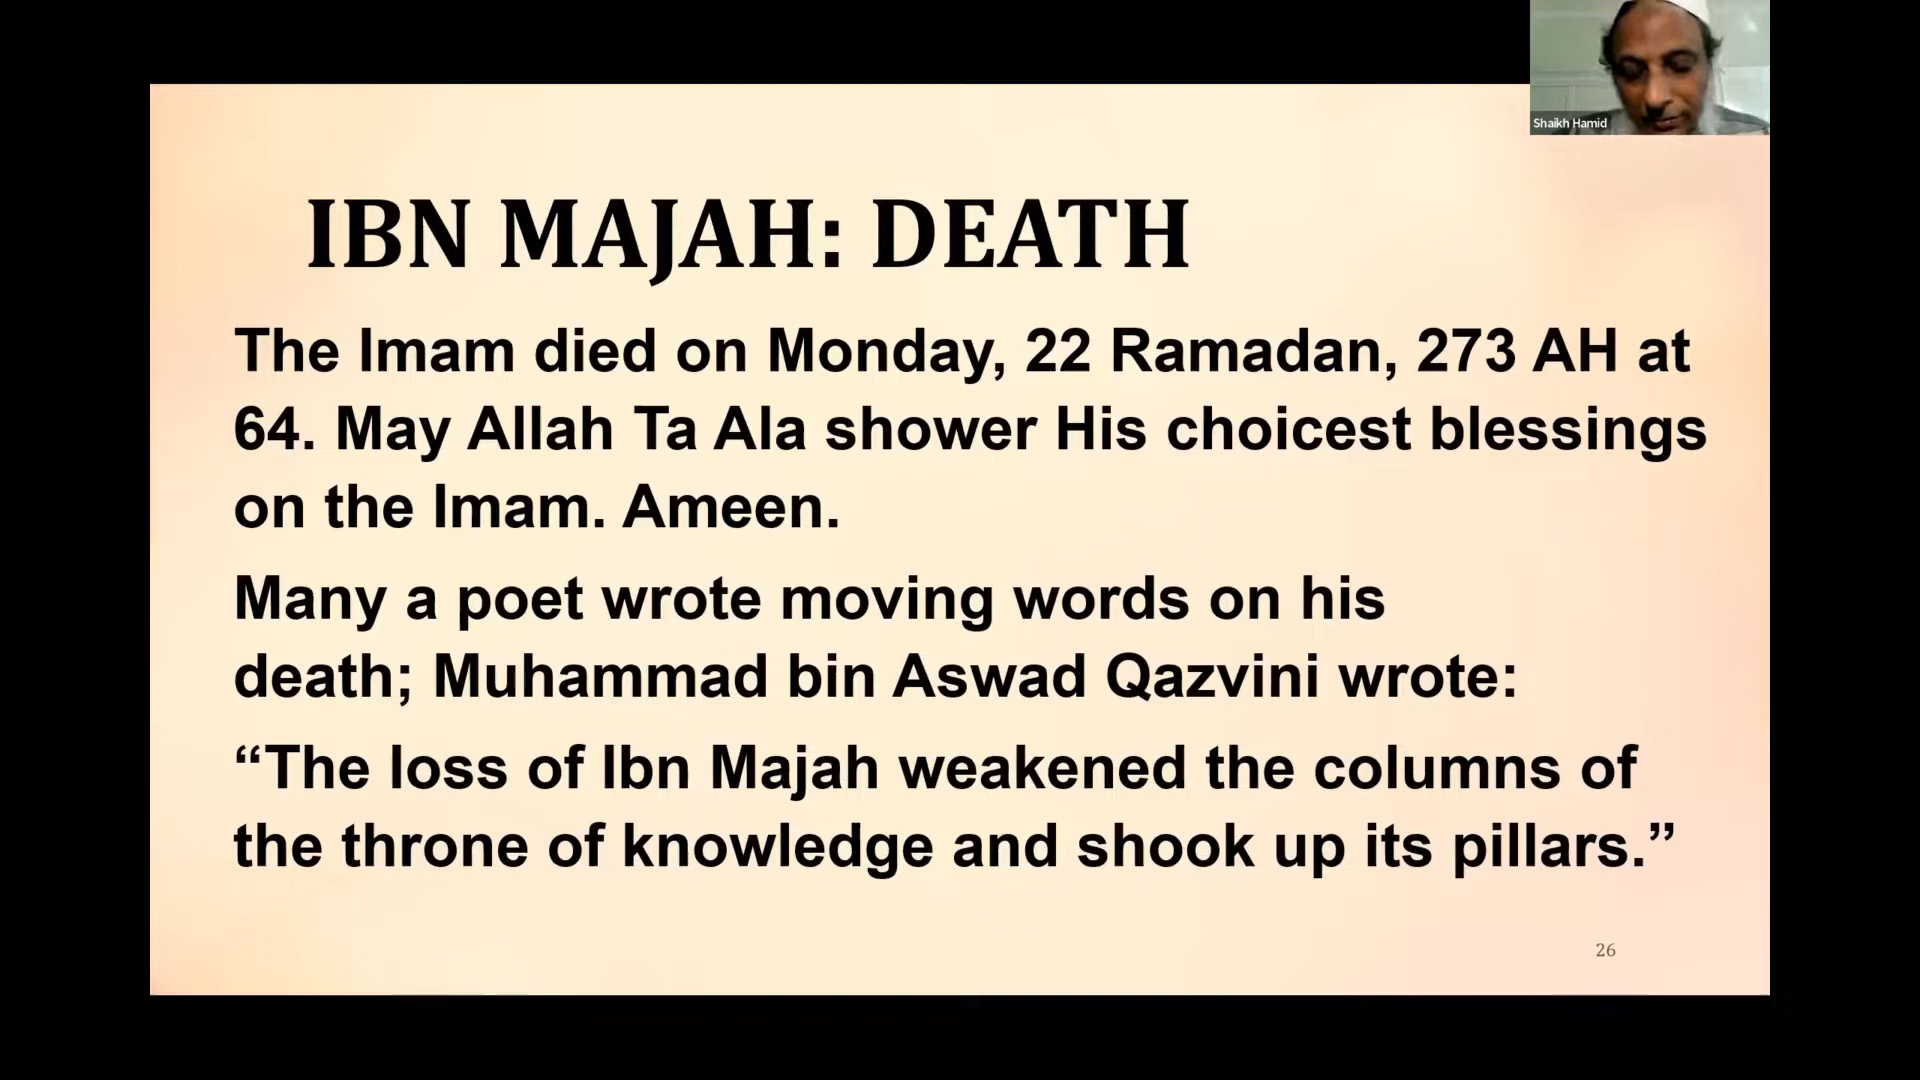 Shaikh Hamid
IBN MAJAH: DEATH
The Imam died on Monday, 22 Ramadan, 273 AH at
64. May Allah Ta Ala shower His choicest blessings
on the Imam. Ameen.
Many a poet wrote moving words on his
death; Muhammad bin Aswad Qazvini wrote:
“The loss of Ibn Majah weakened the columns of
the throne of knowledge and shook up its pillars.”
26